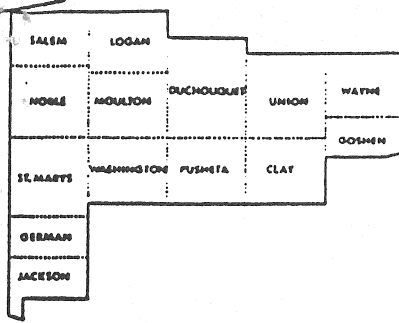 SALEM LOGAN
NOBLE MOULTON DUCHOUQUET UNION WAYNE
GOSHEN
ST. MARYS WASHINGTON PUSHETA CLAY
GERMAN
JACKSON